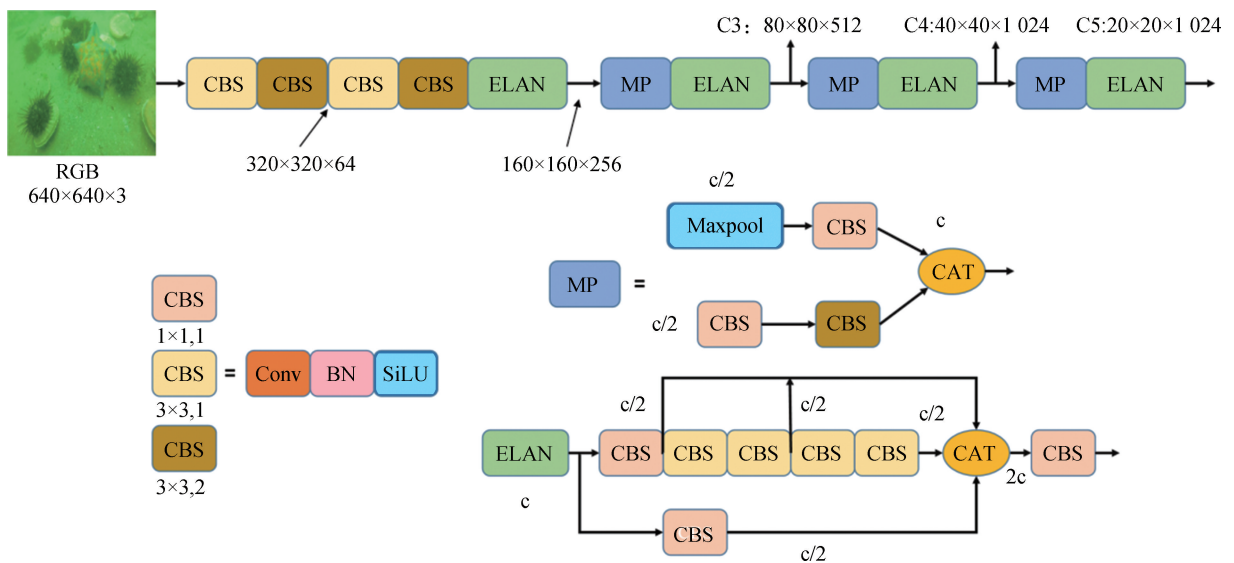 C3：80×80×512
C4:40×40×1 024
C5:20×20×1 024
CBS CBS CBS CBS ELAN MP ELAN MP ELAN MP ELAN
RGB
640×640×3
320×320×64
160×160×256
c/2
Maxpool CBS
c
CAT
MP =
c/2
CBS CBS
CBS
1×1,1
CBS = Conv BN SiLU
3×3,1
CBS
3×3,2
c/2 c/2 c/2
ELAN CBS CBS CBS CBS CBS CAT CBS
2c
c
CBS
c/2